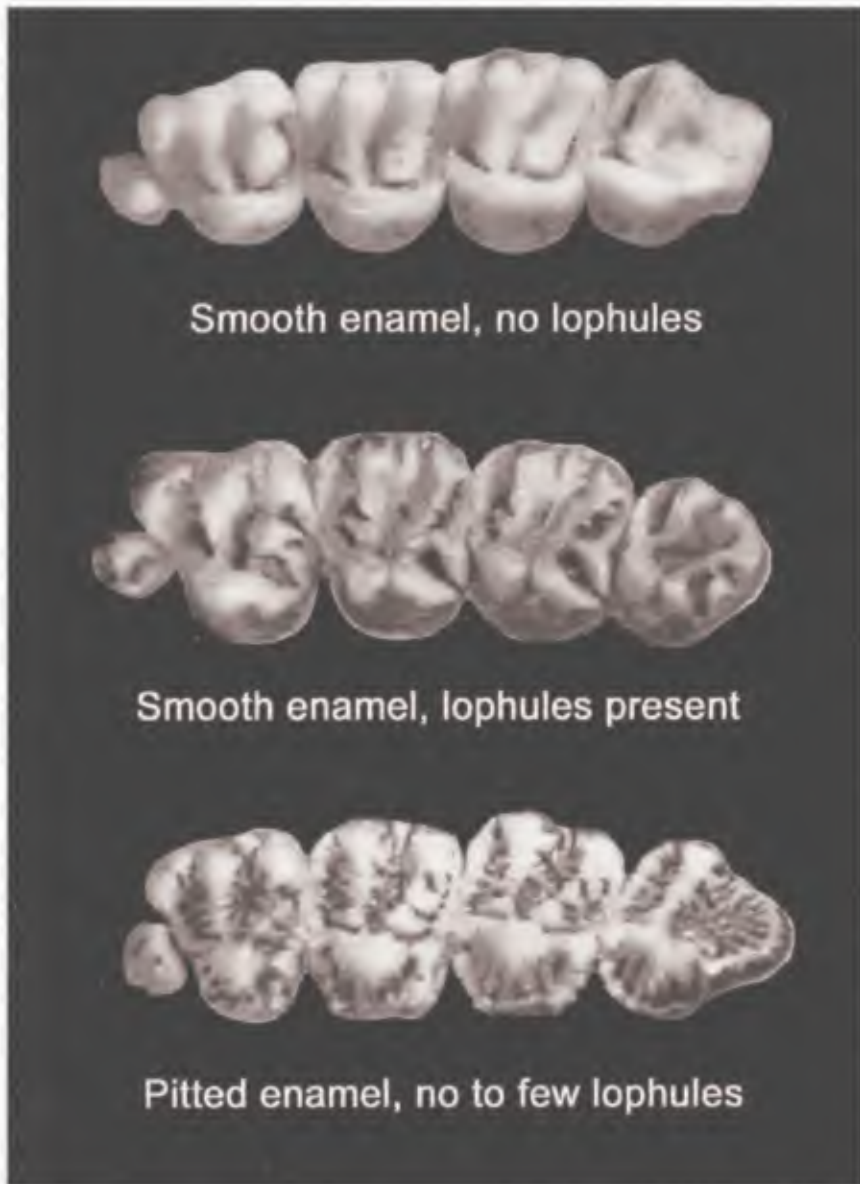 Smooth enamel, no lophules
Smooth enamel, lophules present
Pitted enamel, no to few lophules